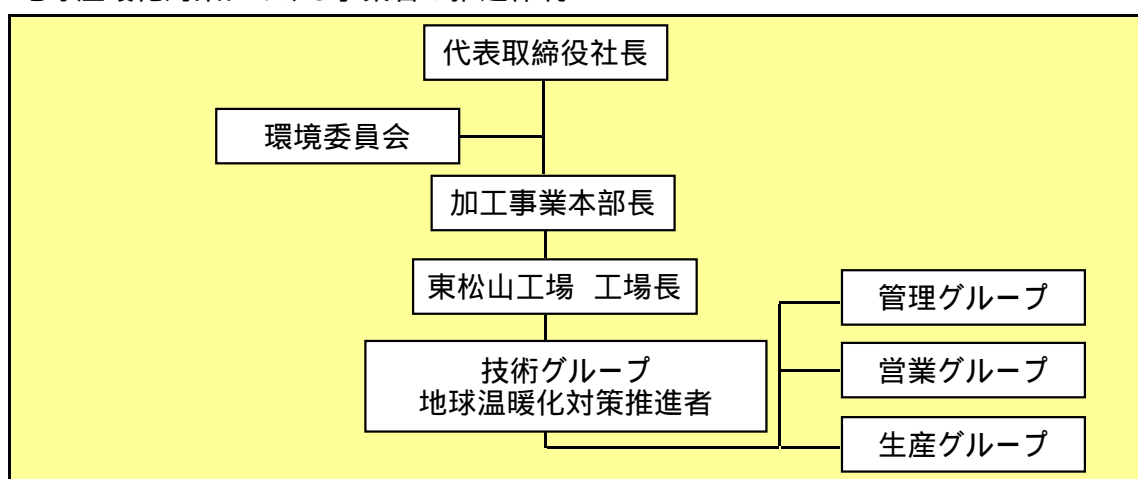 代表取締役社長
環境委員会
加工事業本部長
東松山工場 工場長
管理グループ
技術グループ
地球温暖化対策推進者
営業グループ
生産グループ